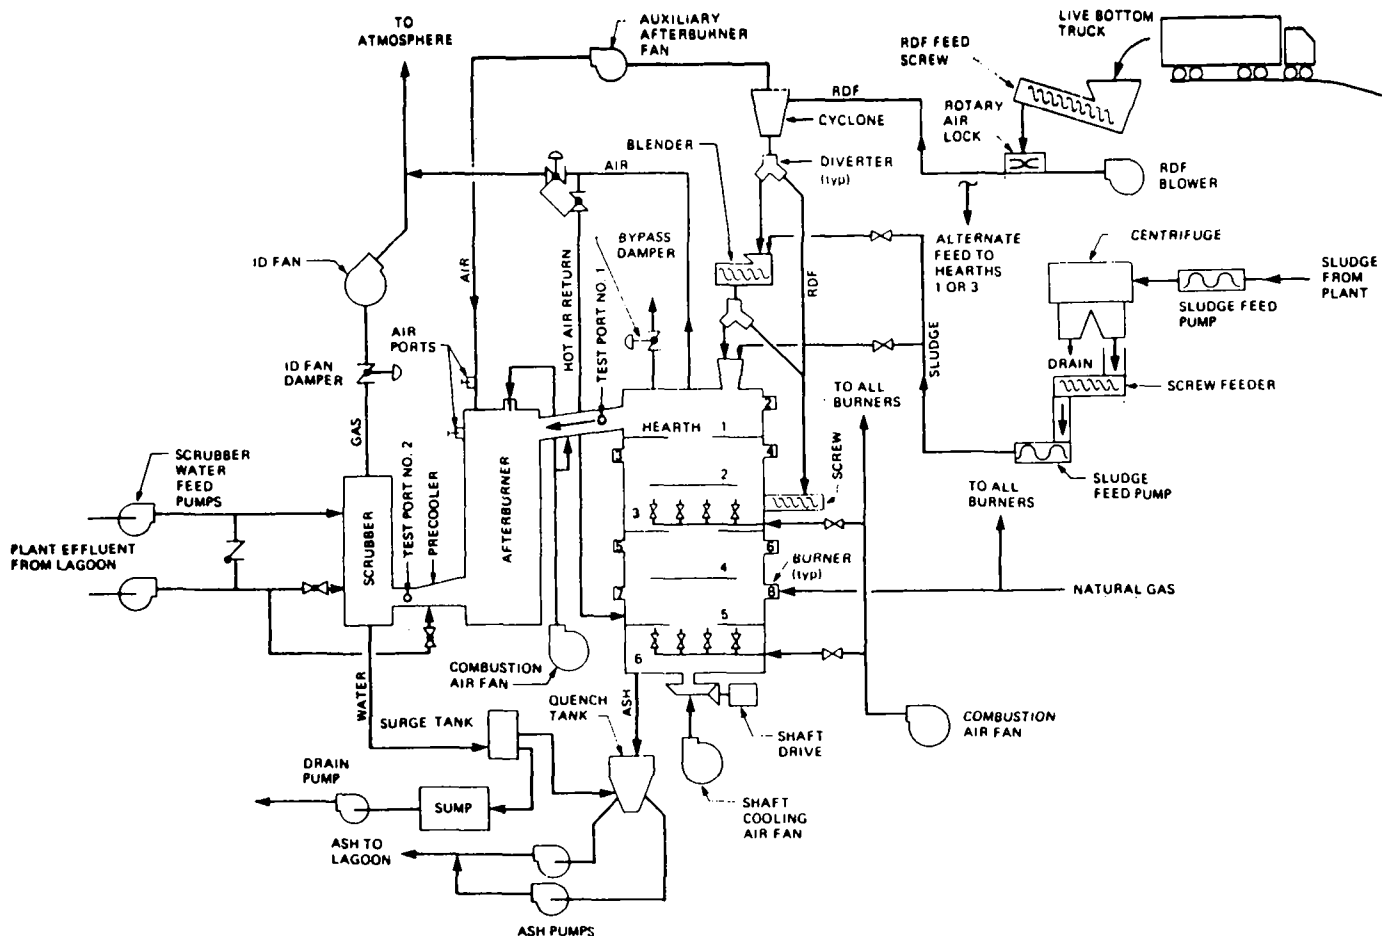 TO
ATMOSPHERE
AUXILIARY
AFTERBURNER
FAN
LIVE BOTTOM
TRUCK
RDF FEED
SCREW
RDF
CYCLONE
ROTARY
AIR
LOCK
BLENDER
DIVERTER
(typ)
RDF
BLOWER
AIR
BYPASS
DAMPER
ALTERNATE
FEED TO
HEARTHS
1 OR 3
CENTRIFUGE
SLUDGE
FROM
PLANT
SLUDGE FEED
PUMP
ID FAN
AIR
HOT AIR RETURN
TEST PORT NO. 1
RDF
SLUDGE
DRAIN
SCREW FEEDER
AIR
PORTS
ID FAN
DAMPER
GAS
TO ALL
BURNERS
HEARTH
1
2
3
4
SCREW
SLUDGE
FEED PUMP
SCRUBBER
WATER
FEED
PUMPS
TEST PORT NO. 2
PRECOOLER
AFTERBURNER
SCRUBBER
2
3
TO ALL
BURNERS
PLANT EFFLUENT
FROM LAGOON
5
6
BURNER
(typ)
4
7
8
NATURAL GAS
5
6
COMBUSTION
AIR FAN
WATER
ASH
QUENCH
TANK
SURGE TANK
SHAFT
DRIVE
COMBUSTION
AIR FAN
DRAIN
PUMP
SUMP
SHAFT
COOLING
AIR FAN
ASH TO
LAGOON
ASH PUMPS